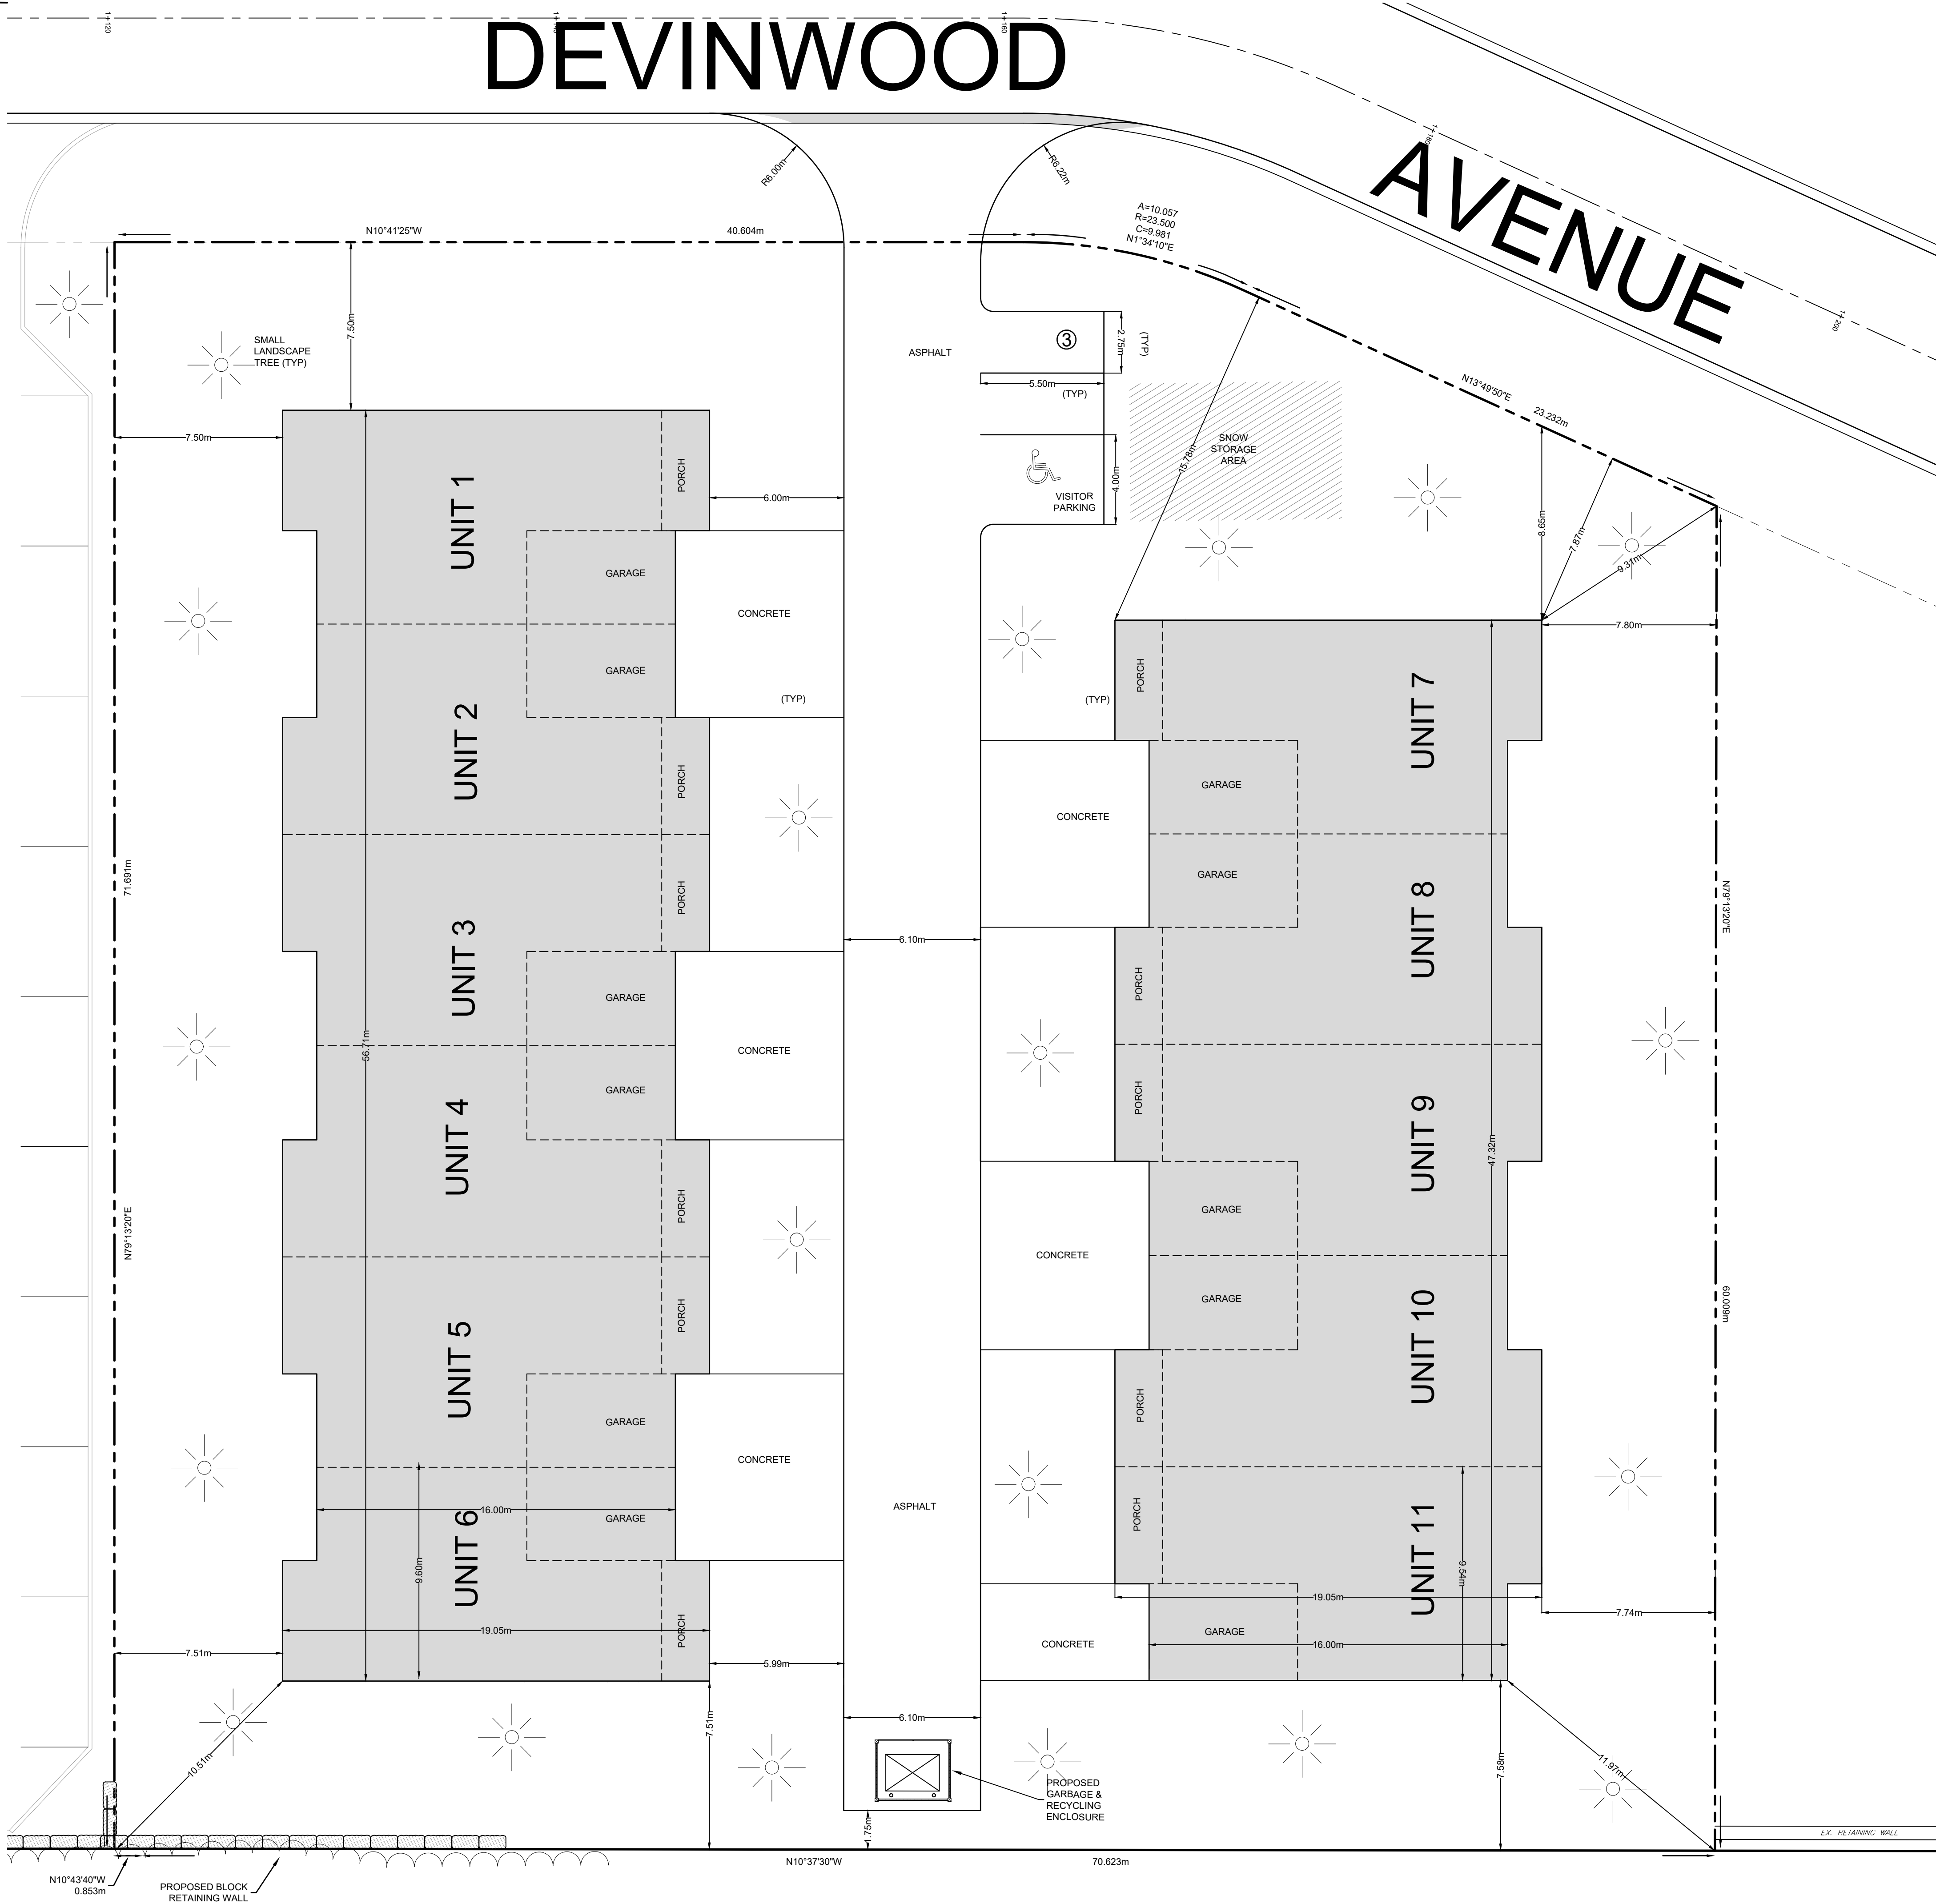 1+120
1+160
DEVINWOOD
AVENUE
1+180
1+200
R6.00m
R6.22m
N10°41'25"W
40.604m
A=10.057
R=23.500
C=9.981
N1°34'10"E
SMALL
LANDSCAPE
TREE (TYP)
7.50m
ASPHALT
3
2.75m
(TYP)
5.50m
(TYP)
N13°49'50"E
23.232m
7.50m
15.78m
SNOW
STORAGE
AREA
VISITOR
PARKING
4.00m
8.65m
7.87m
9.31m
7.80m
UNIT 1
PORCH
6.00m
GARAGE
CONCRETE
GARAGE
(TYP)
(TYP)
PORCH
UNIT 7
UNIT 2
PORCH
GARAGE
CONCRETE
GARAGE
71.691m
PORCH
UNIT 8
N79°13'20"E
UNIT 3
6.10m
PORCH
GARAGE
CONCRETE
56.71m
GARAGE
PORCH
UNIT 9
47.32m
UNIT 4
N79°13'20"E
PORCH
GARAGE
CONCRETE
GARAGE
60.009m
UNIT 5
PORCH
UNIT 10
PORCH
GARAGE
CONCRETE
16.00m
GARAGE
ASPHALT
PORCH
UNIT 6
9.60m
UNIT 11
9.54m
19.05m
7.74m
19.05m
PORCH
GARAGE
16.00m
CONCRETE
7.51m
5.99m
7.51m
6.10m
10.51m
7.58m
11.97m
PROPOSED
GARBAGE &
RECYCLING
ENCLOSURE
1.75m
EX. RETAINING WALL
N10°37'30"W
70.623m
N10°43'40"W
0.853m
PROPOSED BLOCK
RETAINING WALL